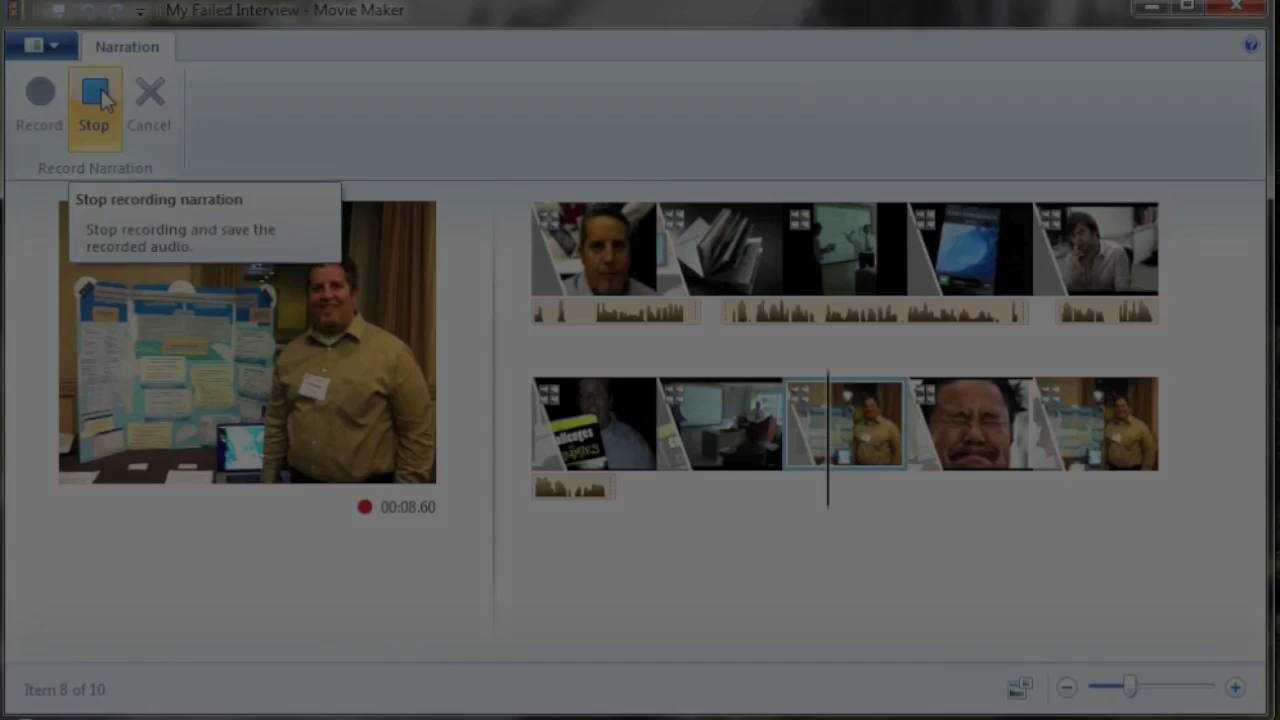 My Failed Interview - Movie Maker
Narration
Record
Stop
Cancel
Record Narration
Stop recording narration
Stop recording and save the
recorded audio.
00:08.60
Item 8 of 10